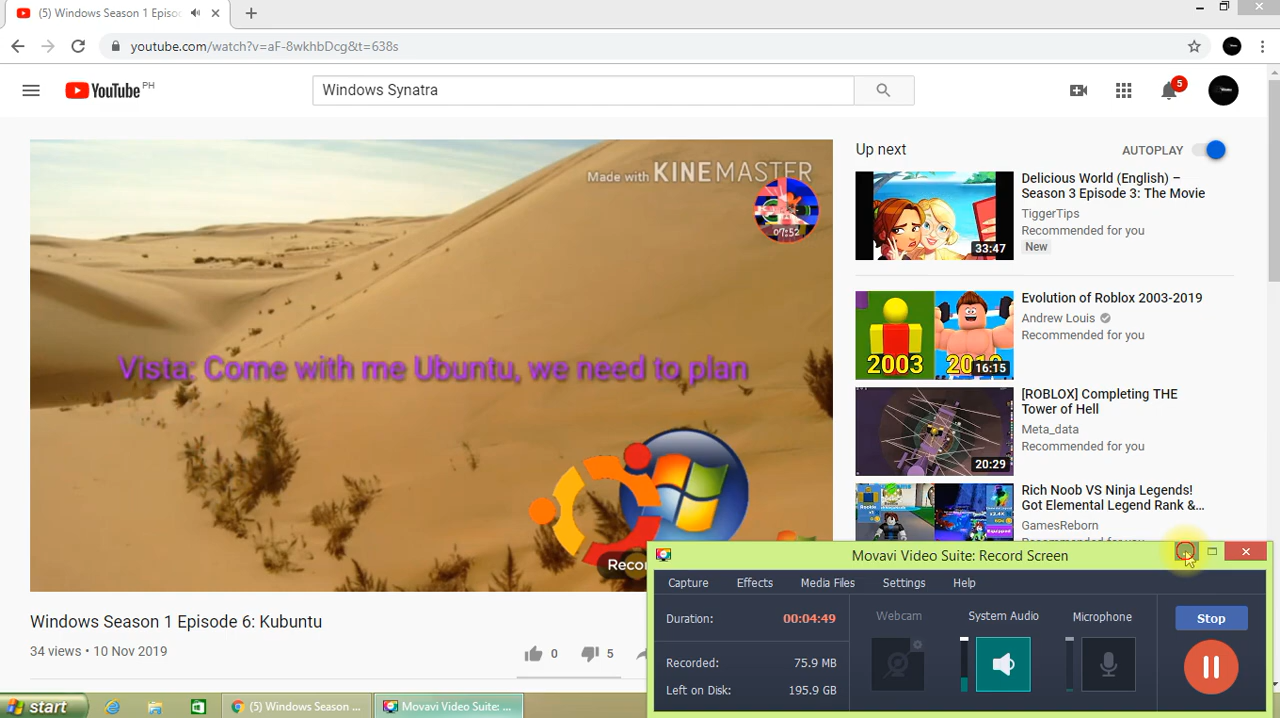 (5) Windows Season 1 Episo
youtube.com/watch?v=aF-8wkhbDcg&t=638s
YouTube PH
Windows Synatra
5
Made with KINEMASTER
07:52
Vista: Come with me Ubuntu, we need to plan
Windows Season 1 Episode 6: Kubuntu
34 views • 10 Nov 2019
0
5
Up next
AUTOPLAY
33:47
Delicious World (English) –
Season 3 Episode 3: The Movie
TiggerTips
Recommended for you
New
2003
16:15
Evolution of Roblox 2003-2019
Andrew Louis
Recommended for you
20:29
[ROBLOX] Completing THE
Tower of Hell
Meta_data
Recommended for you
Rich Noob VS Ninja Legends!
Got Elemental Legend Rank &...
GamesReborn
Movavi Video Suite: Record Screen
Capture
Effects
Media Files
Settings
Help
Duration:
00:04:49
Webcam
System Audio
Microphone
Stop
Recorded:
75.9 MB
Left on Disk:
195.9 GB
start
(5) Windows Season ...
Movavi Video Suite: ...